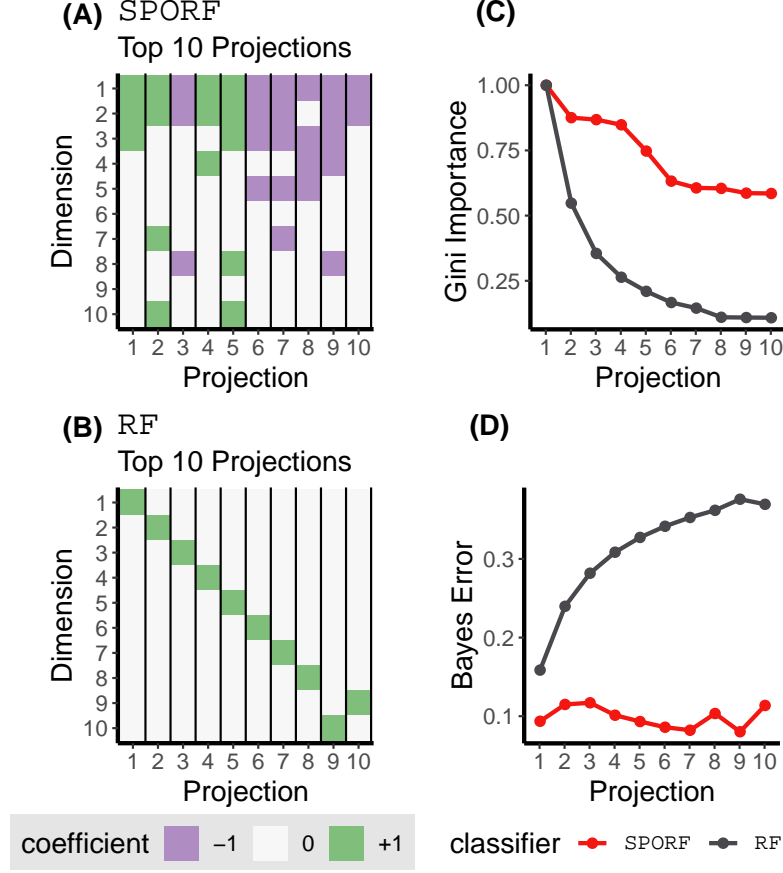 (A) SPORF
Top 10 Projections
Dimension
1
2
3
4
5
6
7
8
9
10
1 2 3 4 5 6 7 8 9 10
Projection
(C)
Gini Importance
1.00
0.75
0.50
0.25
1 2 3 4 5 6 7 8 9 10
Projection
(B) RF
Top 10 Projections
Dimension
1
2
3
4
5
6
7
8
9
10
1 2 3 4 5 6 7 8 9 10
Projection
(D)
Bayes Error
0.3
0.2
0.1
1 2 3 4 5 6 7 8 9 10
Projection
coefficient −1 0 +1
classifier SPORF RF